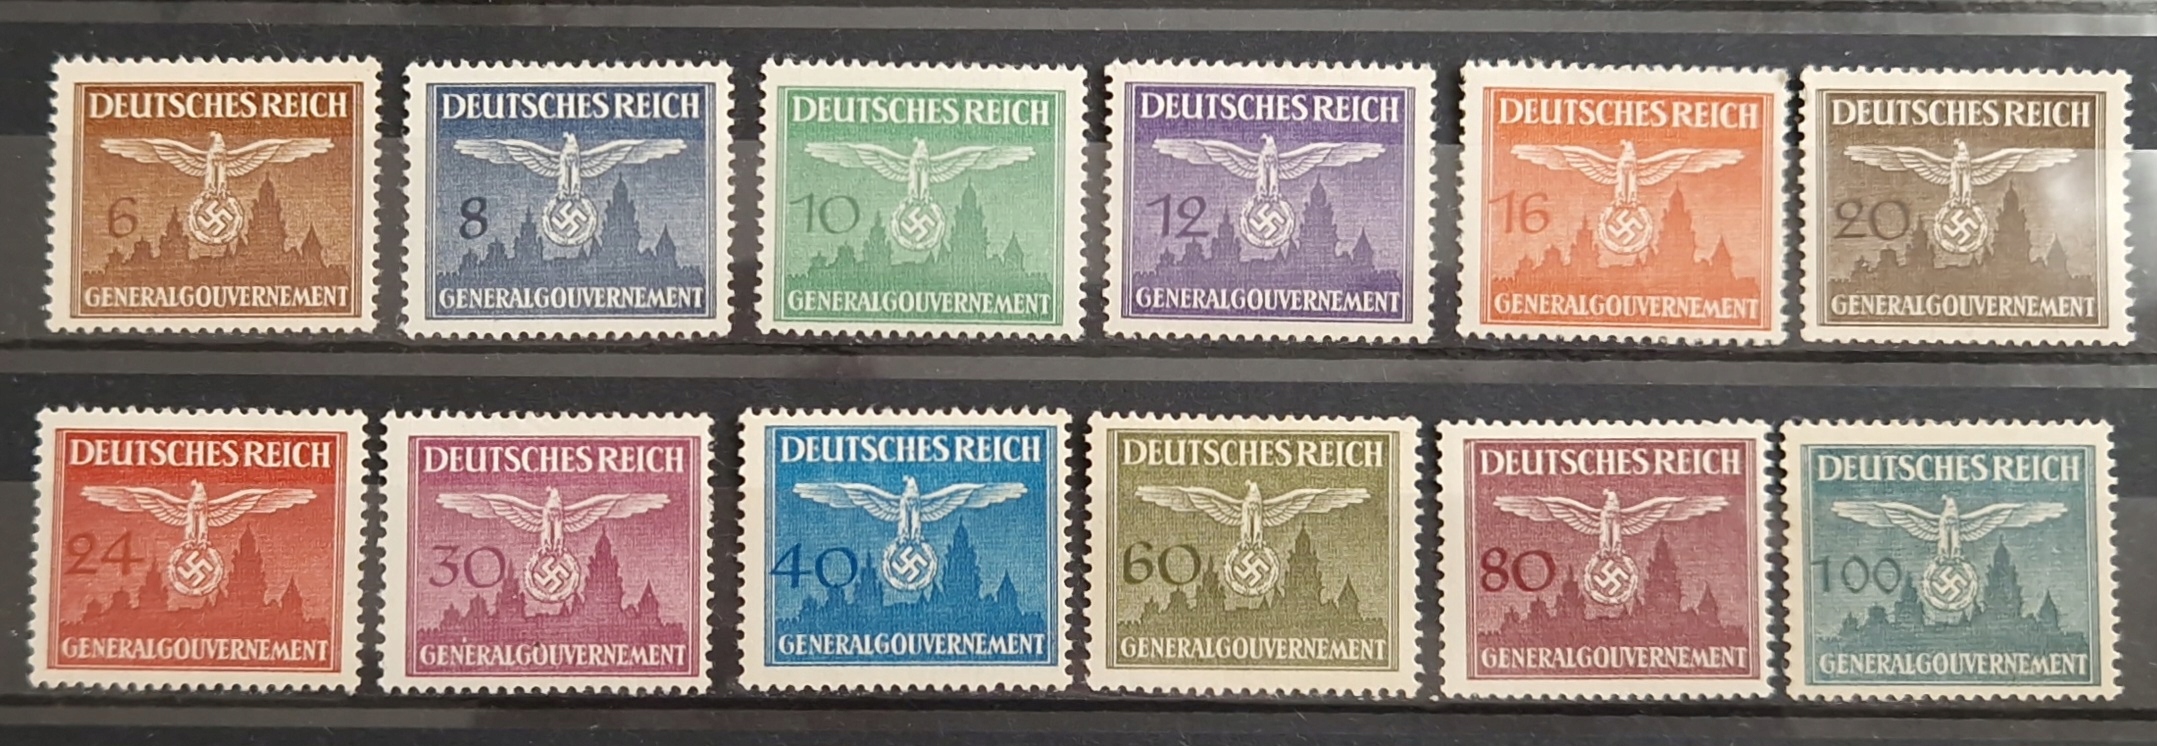 DEUTSCHES REICH
6
GENERALGOUVERNEMENT
DEUTSCHES REICH
8
GENERALGOUVERNEMENT
DEUTSCHES REICH
10
GENERALGOUVERNEMENT
DEUTSCHES REICH
12
GENERALGOUVERNEMENT
DEUTSCHES REICH
16
GENERALGOUVERNEMENT
DEUTSCHES REICH
20
GENERALGOUVERNEMENT
DEUTSCHES REICH
24
GENERALGOUVERNEMENT
DEUTSCHES REICH
30
GENERALGOUVERNEMENT
DEUTSCHES REICH
40
GENERALGOUVERNEMENT
DEUTSCHES REICH
60
GENERALGOUVERNEMENT
DEUTSCHES REICH
80
GENERALGOUVERNEMENT
DEUTSCHES REICH
100
GENERALGOUVERNEMENT